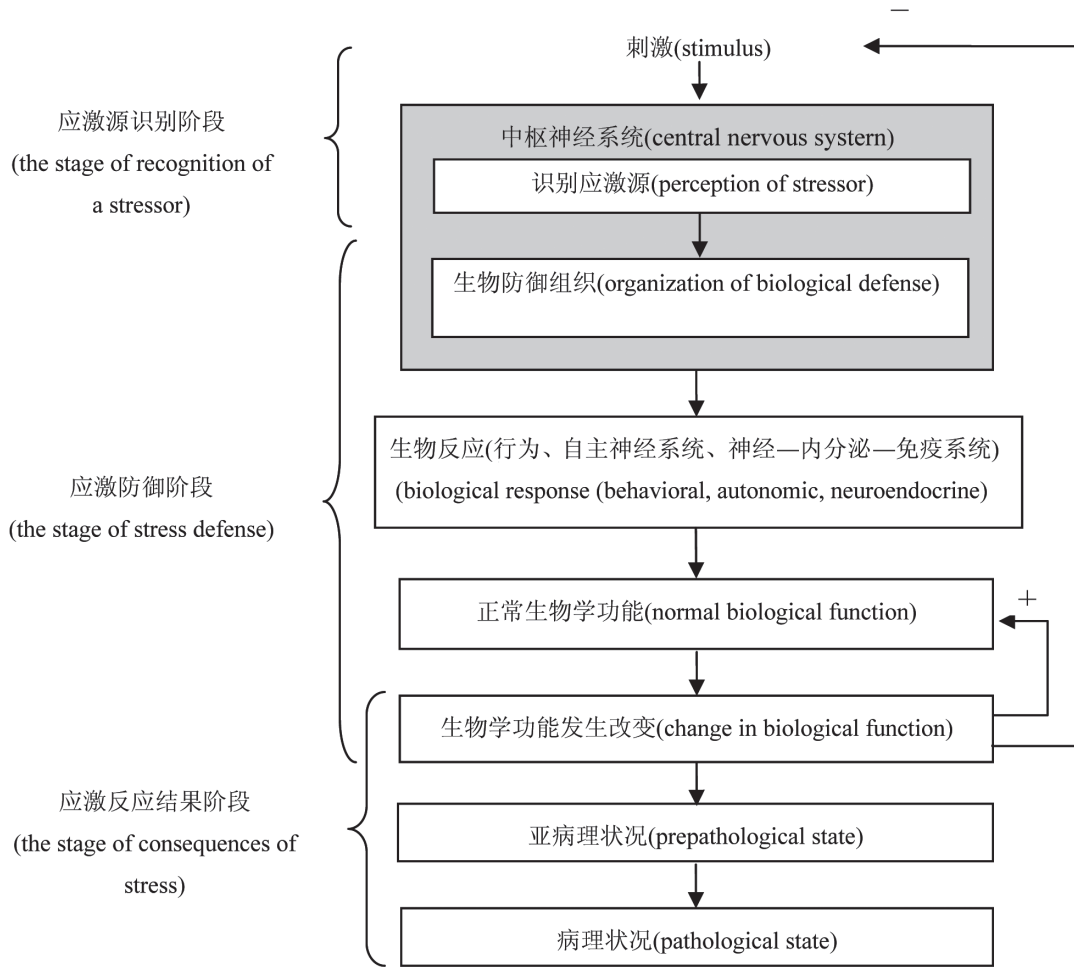 −
刺激(stimulus)
应激源识别阶段
(the stage of recognition of
a stressor)
中枢神经系统(central nervous systern)
识别应激源(perception of stressor)
生物防御组织(organization of biological defense)
生物反应(行为、自主神经系统、神经—内分泌—免疫系统)
(biological response (behavioral, autonomic, neuroendocrine)
应激防御阶段
(the stage of stress defense)
正常生物学功能(normal biological function)
+
生物学功能发生改变(change in biological function)
应激反应结果阶段
(the stage of consequences of
stress)
亚病理状况(prepathological state)
病理状况(pathological state)